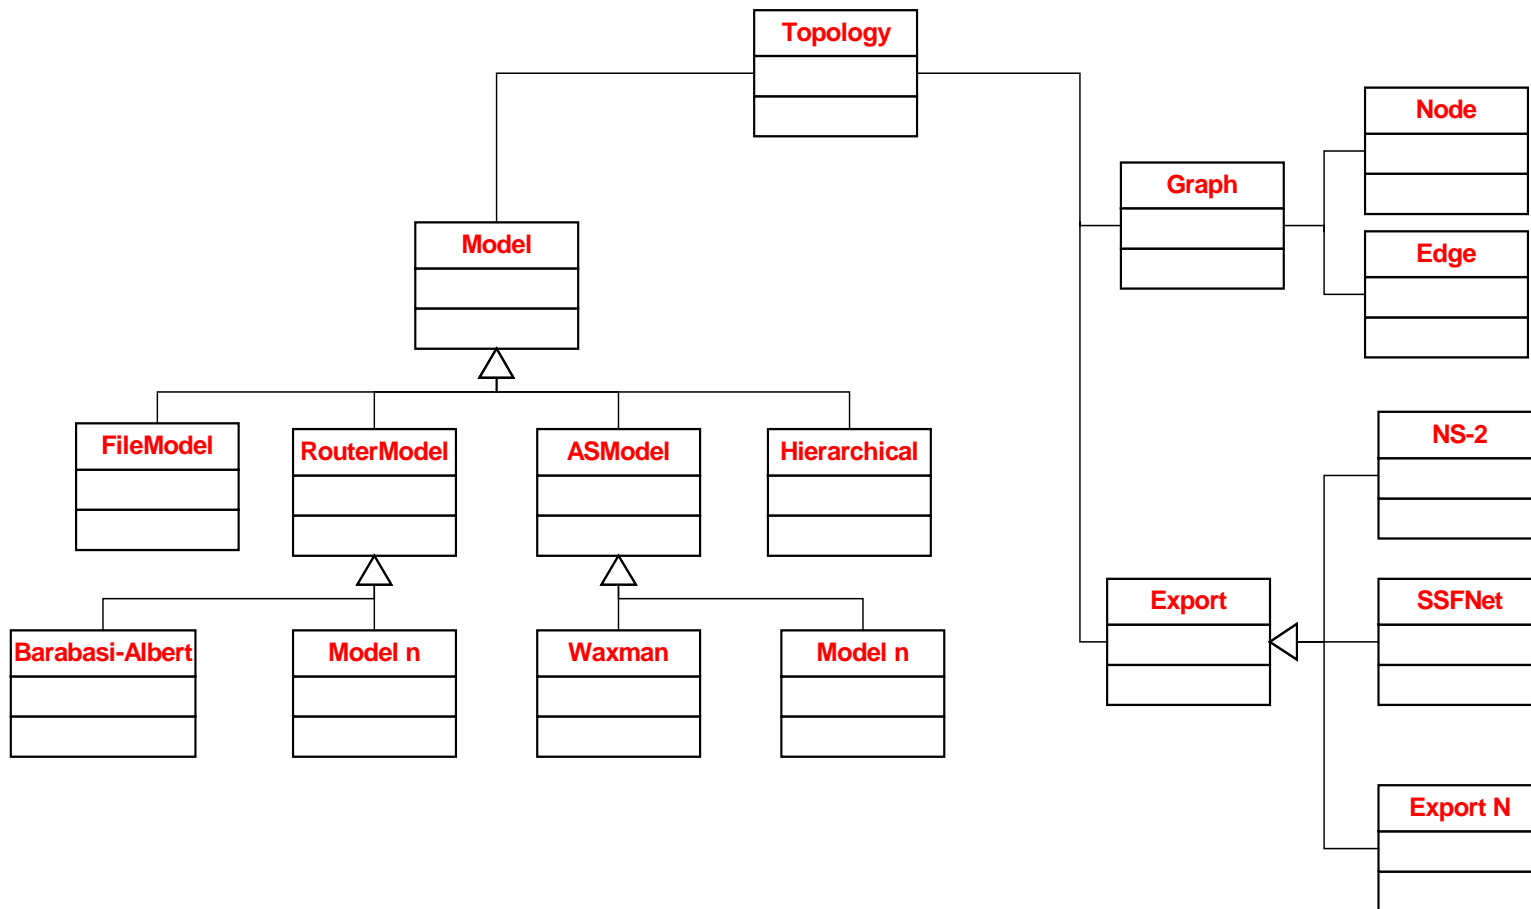 Topology
Node
Graph
Model
Edge
FileModel
RouterModel
ASModel
Hierarchical
NS-2
Export
SSFNet
Barabasi-Albert
Model n
Waxman
Model n
Export N